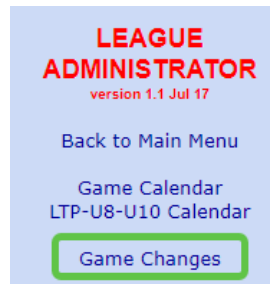 LEAGUE
ADMINISTRATOR
version 1.1 Jul 17
Back to Main Menu
Game Calendar
LTP-U8-U10 Calendar
Game Changes